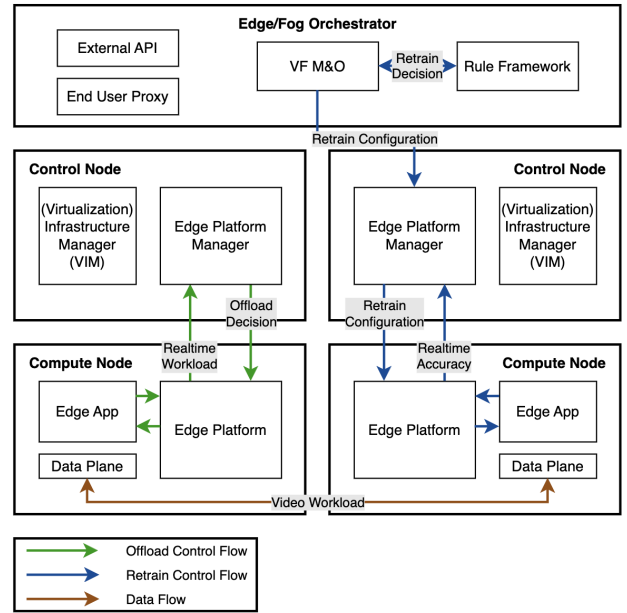 Edge/Fog Orchestrator
External API
End User Proxy
VF M&O
Retrain
Decision
Rule Framework
Retrain Configuration
Control Node
(Virtualization)
Infrastructure
Manager
(VIM)
Edge Platform
Manager
Control Node
Edge Platform
Manager
(Virtualization)
Infrastructure
Manager
(VIM)
Offload
Decision
Realtime
Workload
Retrain
Configuration
Realtime
Accuracy
Compute Node
Edge App
Edge Platform
Data Plane
Compute Node
Edge Platform
Edge App
Data Plane
Video Workload
Offload Control Flow
Retrain Control Flow
Data Flow